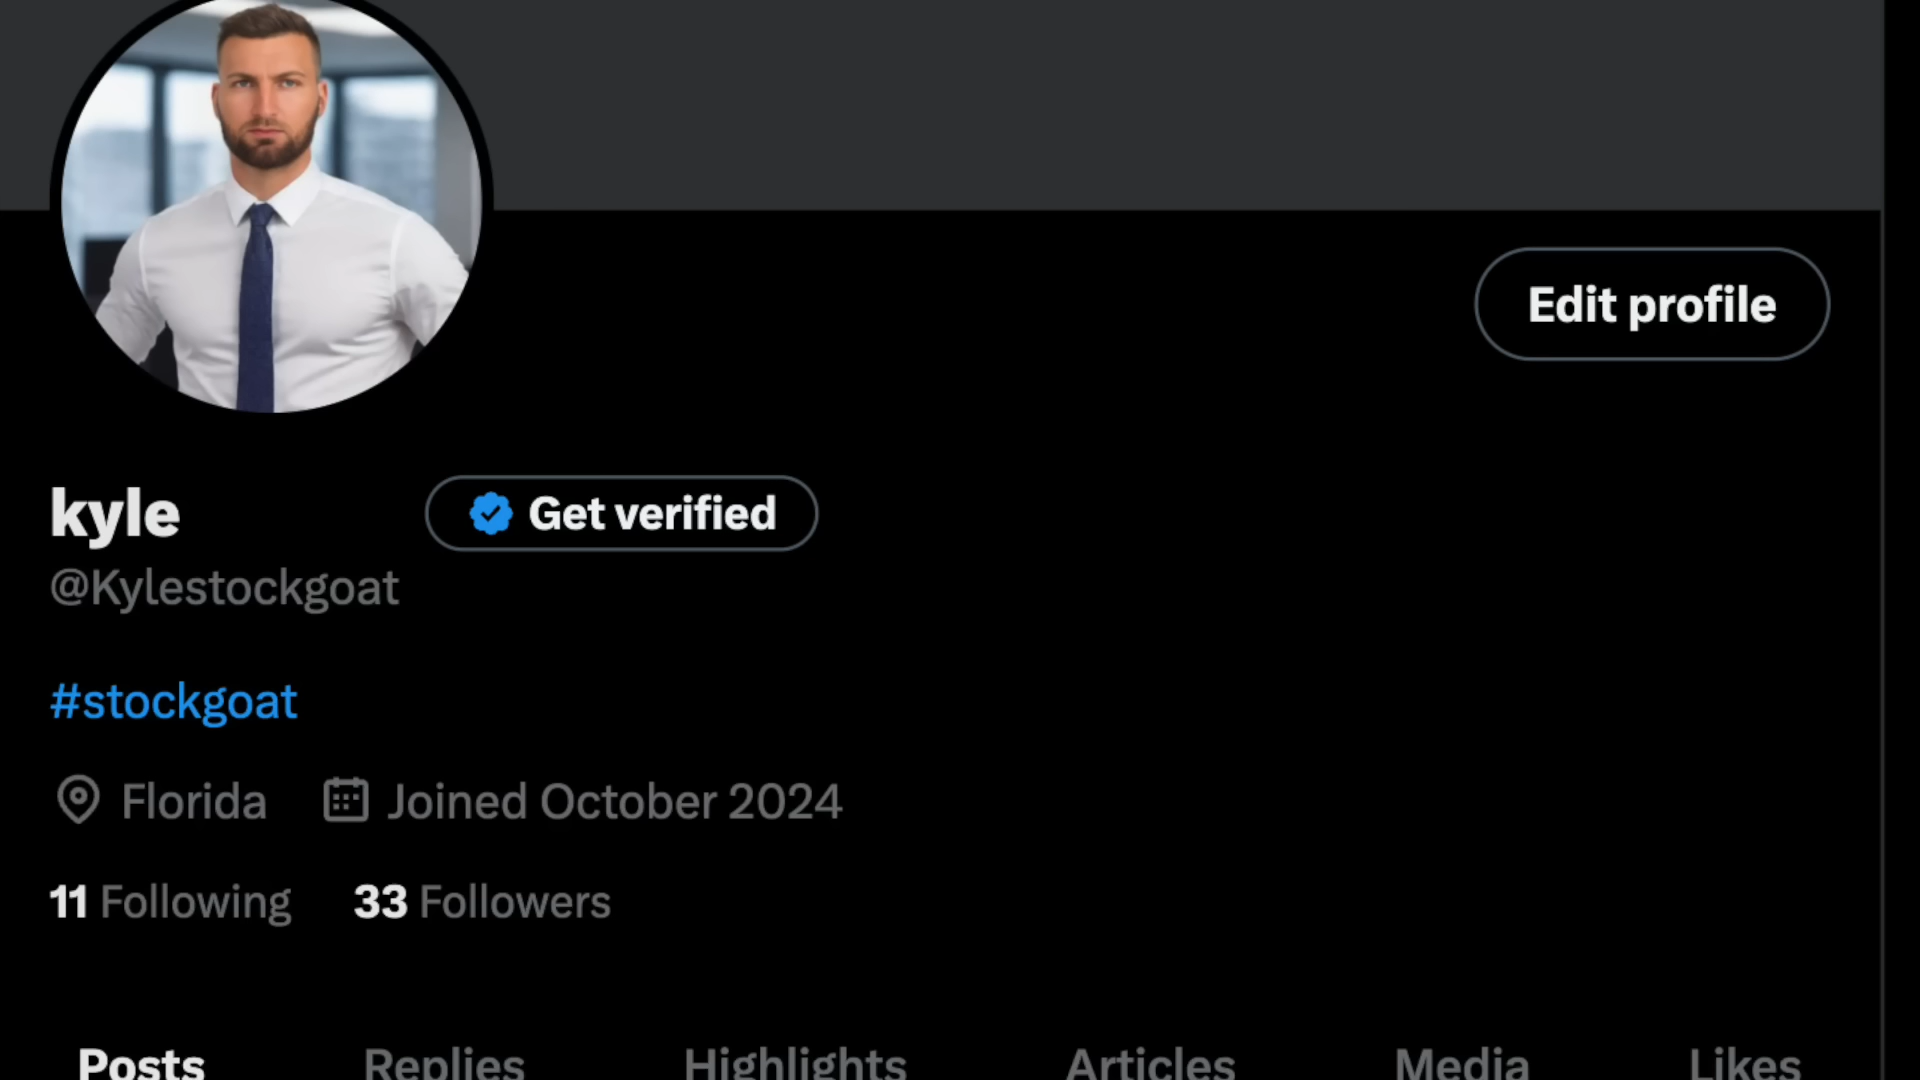 Edit profile
kyle
Get verified
@Kylestockgoat
#stockgoat
Florida Joined October 2024
11 Following 33 Followers
Posts Replies Highlights Articles Media Likes